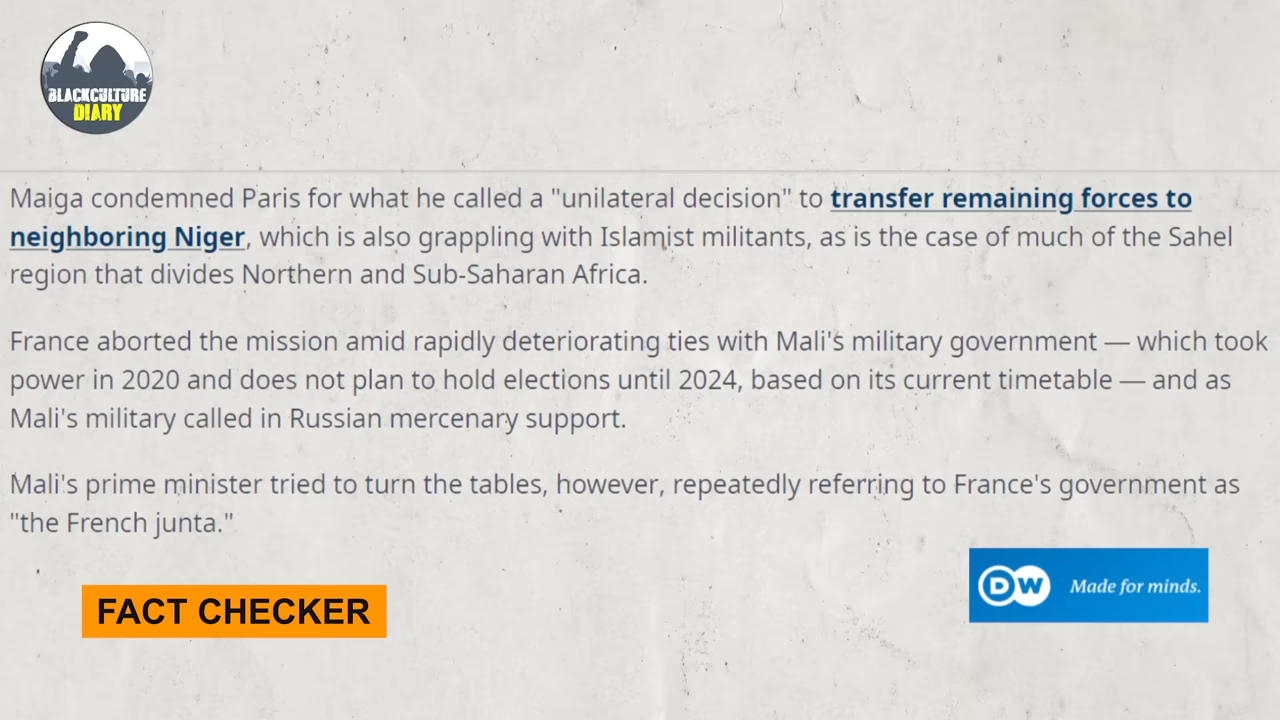 BLACKCULTURE
DIARY
Maiga condemned Paris for what he called a "unilateral decision" to transfer remaining forces to
neighboring Niger, which is also grappling with Islamist militants, as is the case of much of the Sahel
region that divides Northern and Sub-Saharan Africa.
France aborted the mission amid rapidly deteriorating ties with Mali's military government — which took
power in 2020 and does not plan to hold elections until 2024, based on its current timetable — and as
Mali's military called in Russian mercenary support.
Mali's prime minister tried to turn the tables, however, repeatedly referring to France's government as
"the French junta."
FACT CHECKER
DW Made for minds.